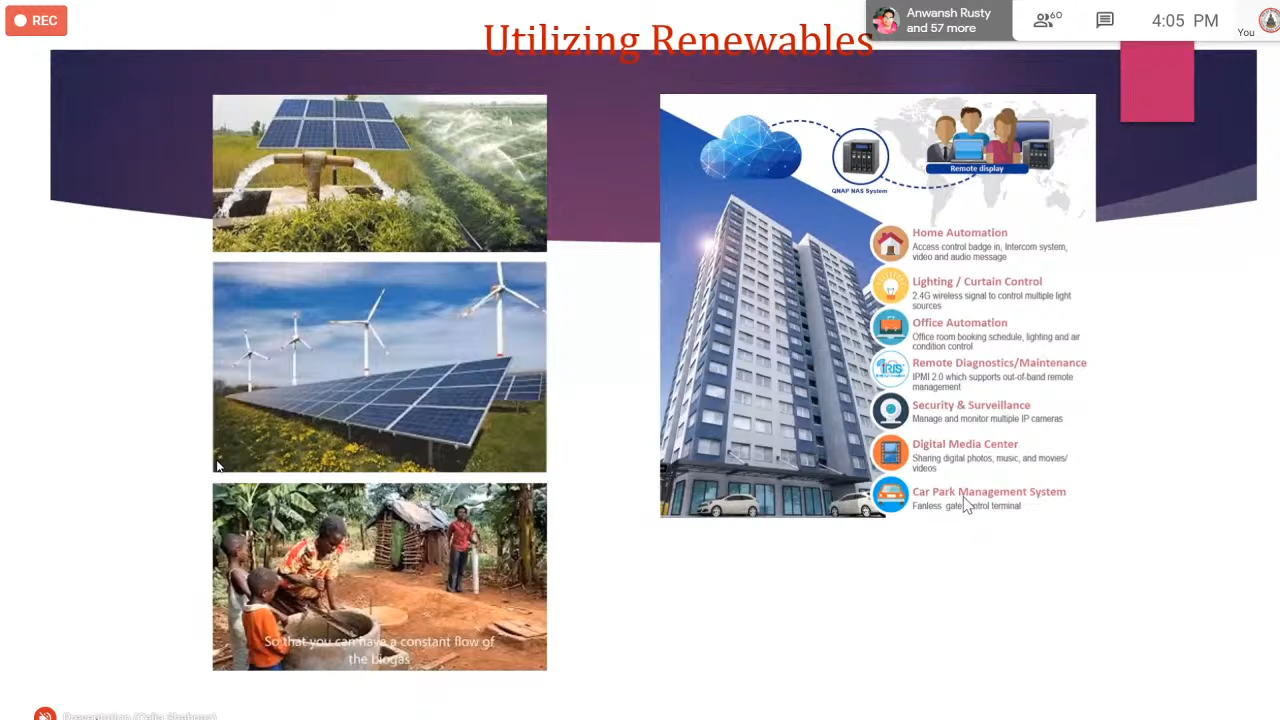 REC
Utilizing Renewables
Anwansh Rusty
and 57 more
60
4:05 PM
You
QNAP NAS System
Remote display
Home Automation
Access control badge in, Intercom system,
video and audio message
Lighting / Curtain Control
2.4G wireless signal to control multiple light
sources
Office Automation
Office room booking schedule, lighting and air
condition control
Remote Diagnostics/Maintenance
IPMI 2.0 which supports out-of-band remote
management
Security & Surveillance
Manage and monitor multiple IP cameras
Digital Media Center
Sharing digital photos, music, and movies/
videos
Car Park Management System
Fanless gate control terminal
So that you can have a constant flow of
the biogas